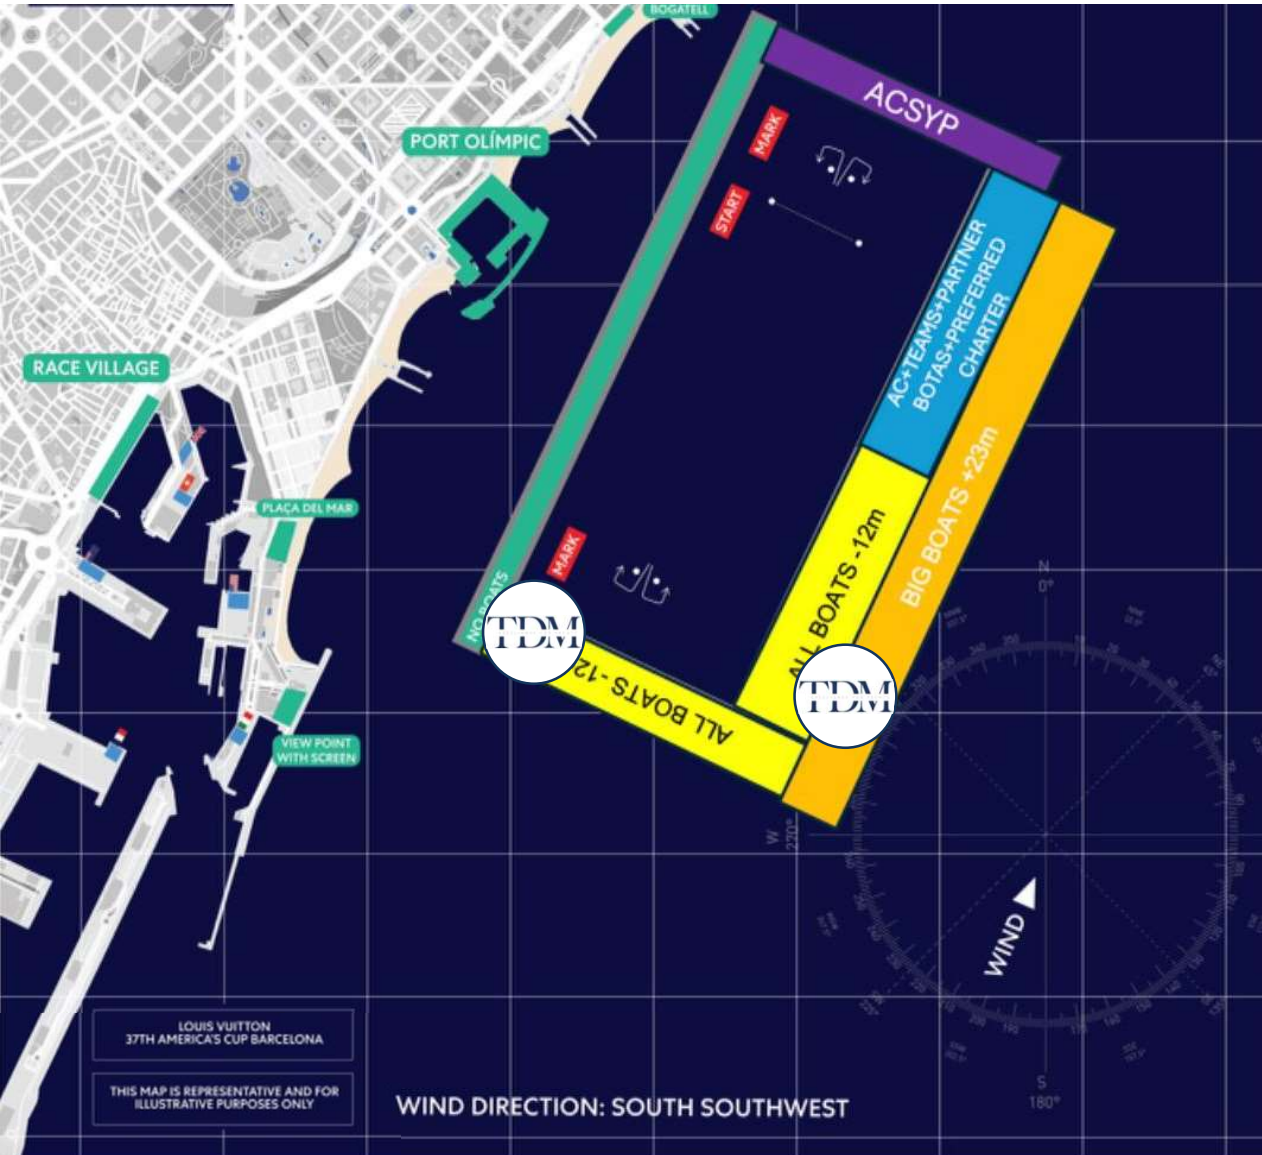 BOGATELL
ACSYP
PORT OLÍMPIC
MARK
START
AC+TEAMS+PARTNER
BOTAS+PREFERRED
CHARTER
RACE VILLAGE
BIG BOATS +23m
PLAÇA DEL MAR
ALL BOATS -12m
MARK
NO BOATS
TDM
ALL BOATS -12
TDM
VIEW POINT
WITH SCREEN
N
0°
W
270°
WIND
S
180°
LOUIS VUITTON
37TH AMERICA'S CUP BARCELONA
THIS MAP IS REPRESENTATIVE AND FOR
ILLUSTRATIVE PURPOSES ONLY
WIND DIRECTION: SOUTH SOUTHWEST